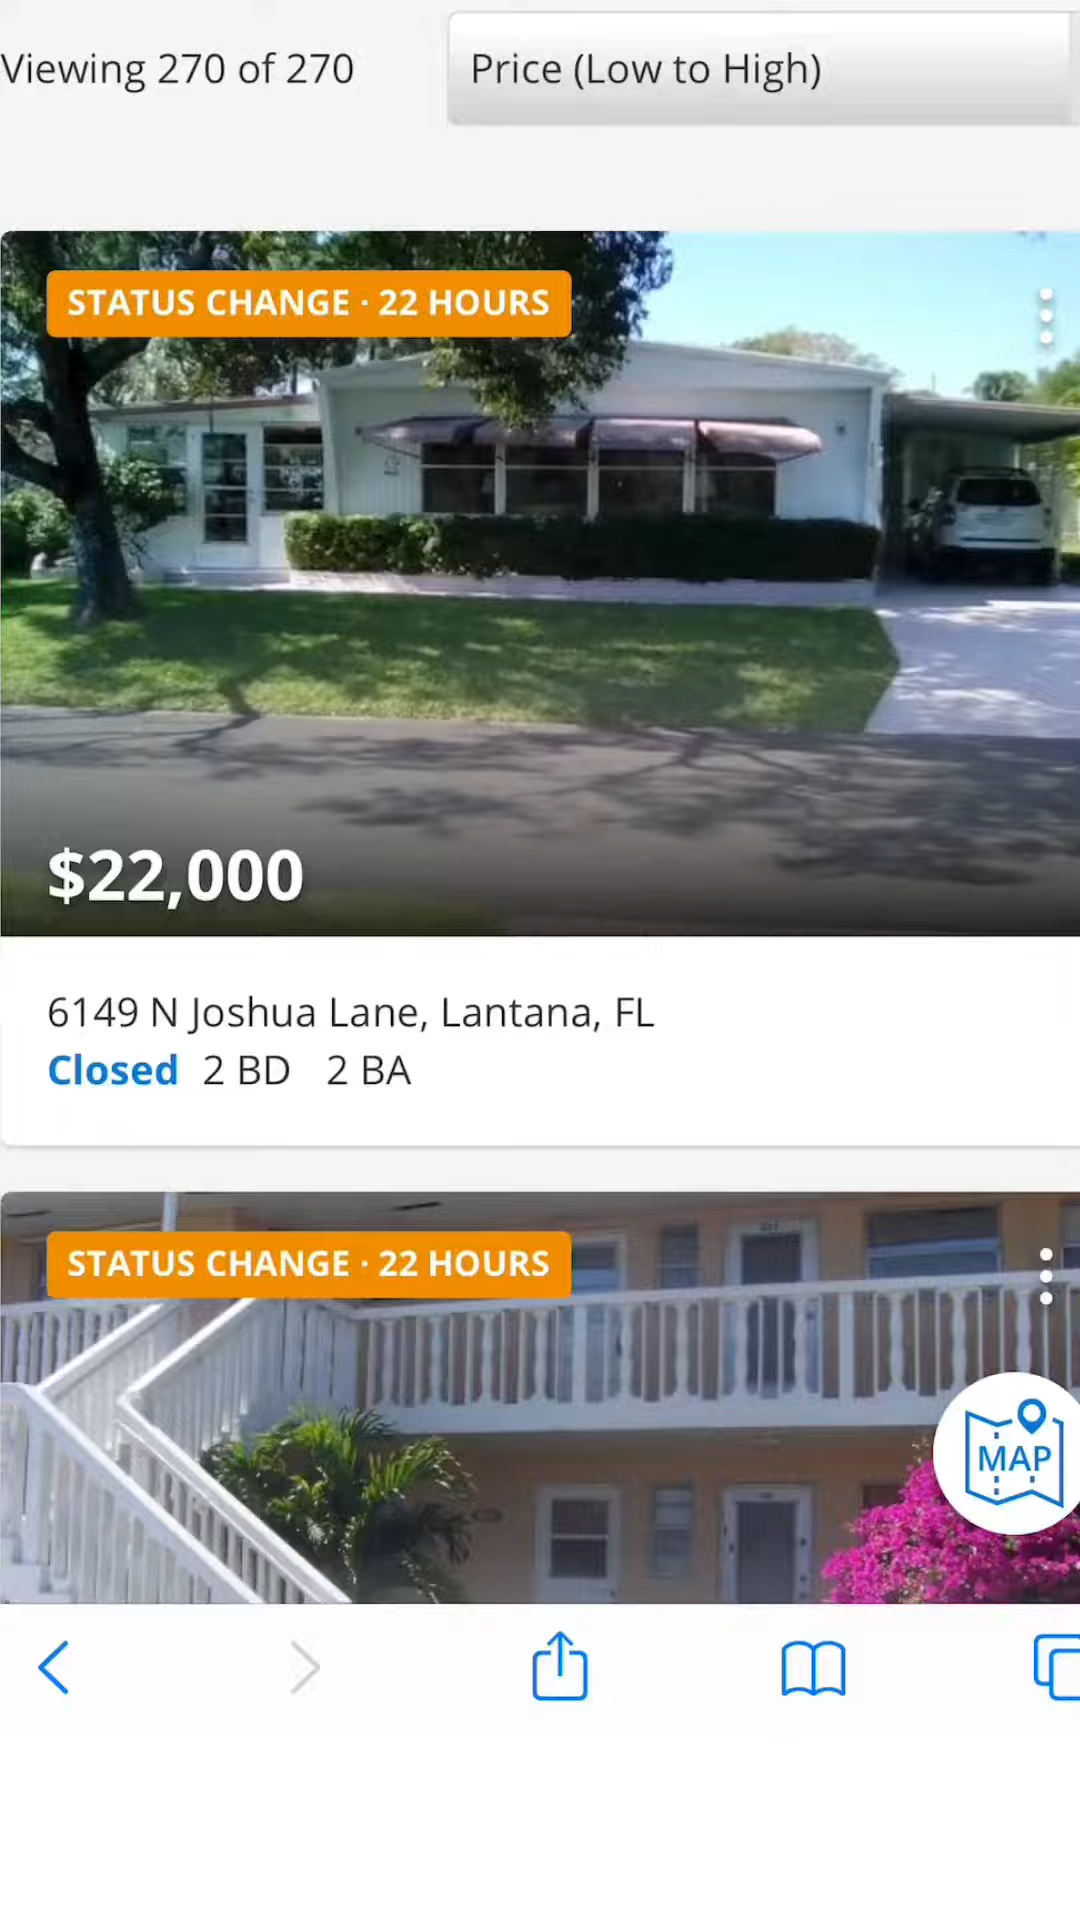 Viewing 270 of 270
Price (Low to High)
STATUS CHANGE · 22 HOURS
$22,000
6149 N Joshua Lane, Lantana, FL
Closed 2 BD 2 BA
STATUS CHANGE · 22 HOURS
MAP